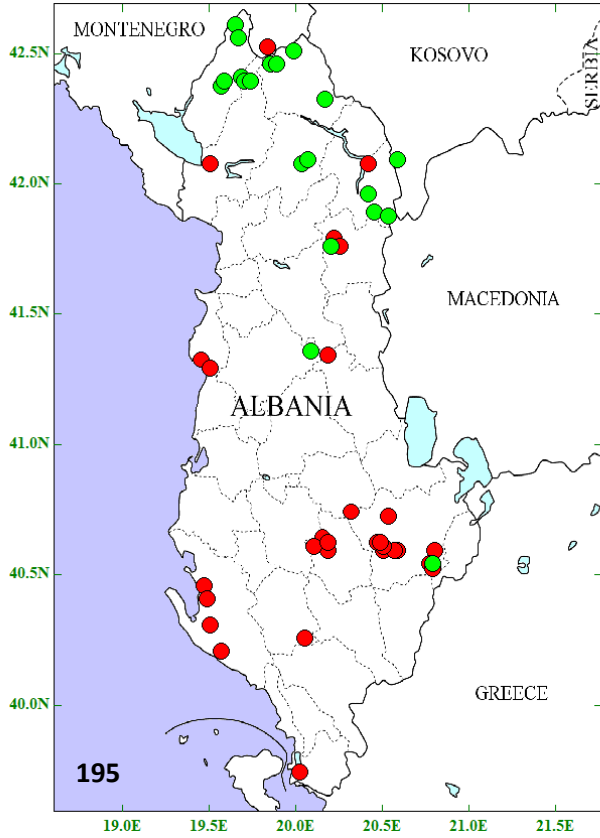 MONTENEGRO
42.5N
KOSOVO
SERBIA
42.0N
41.5N
MACEDONIA
ALBANIA
41.0N
40.5N
40.0N
GREECE
195
19.0E 19.5E 20.0E 20.5E 21.0E 21.5E